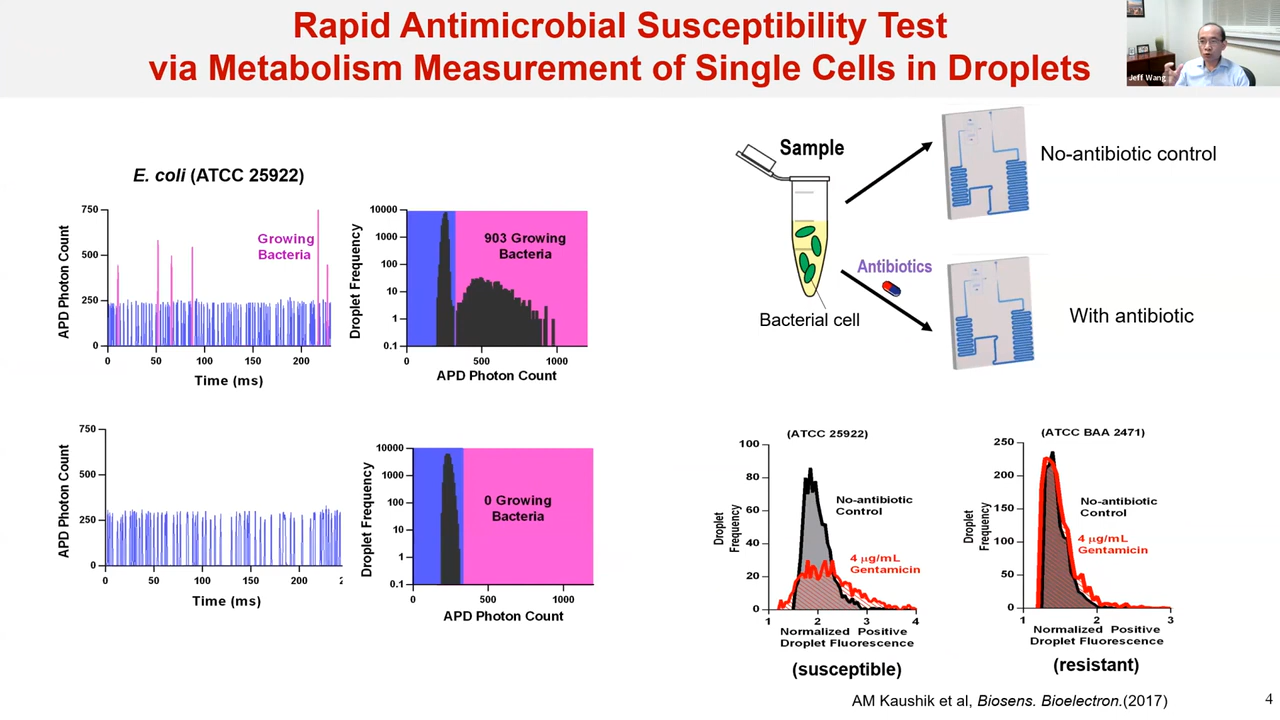 Rapid Antimicrobial Susceptibility Test
via Metabolism Measurement of Single Cells in Droplets
Jeff Wang
E. coli (ATCC 25922)
APD Photon Count
750
500
250
0
Growing
Bacteria
0
50
100
150
200
Time (ms)
Droplet Frequency
10000
1000
100
10
1
0.1
903 Growing
Bacteria
0
500
1000
APD Photon Count
APD Photon Count
750
500
250
0
0
50
100
150
200
2
Time (ms)
Droplet Frequency
10000
1000
100
10
1
0.1
0 Growing
Bacteria
0
500
1000
APD Photon Count
Sample
No-antibiotic control
Antibiotics
Bacterial cell
With antibiotic
(ATCC 25922)
Droplet
Frequency
100
80
60
40
20
0
No-antibiotic
Control
4 µg/mL
Gentamicin
1
2
3
4
Normalized Positive
Droplet Fluorescence
(susceptible)
(ATCC BAA 2471)
Droplet
Frequency
250
200
150
100
50
0
No-antibiotic
Control
4 µg/mL
Gentamicin
1
2
3
Normalized Positive
Droplet Fluorescence
(resistant)
AM Kaushik et al, Biosens. Bioelectron.(2017)
4